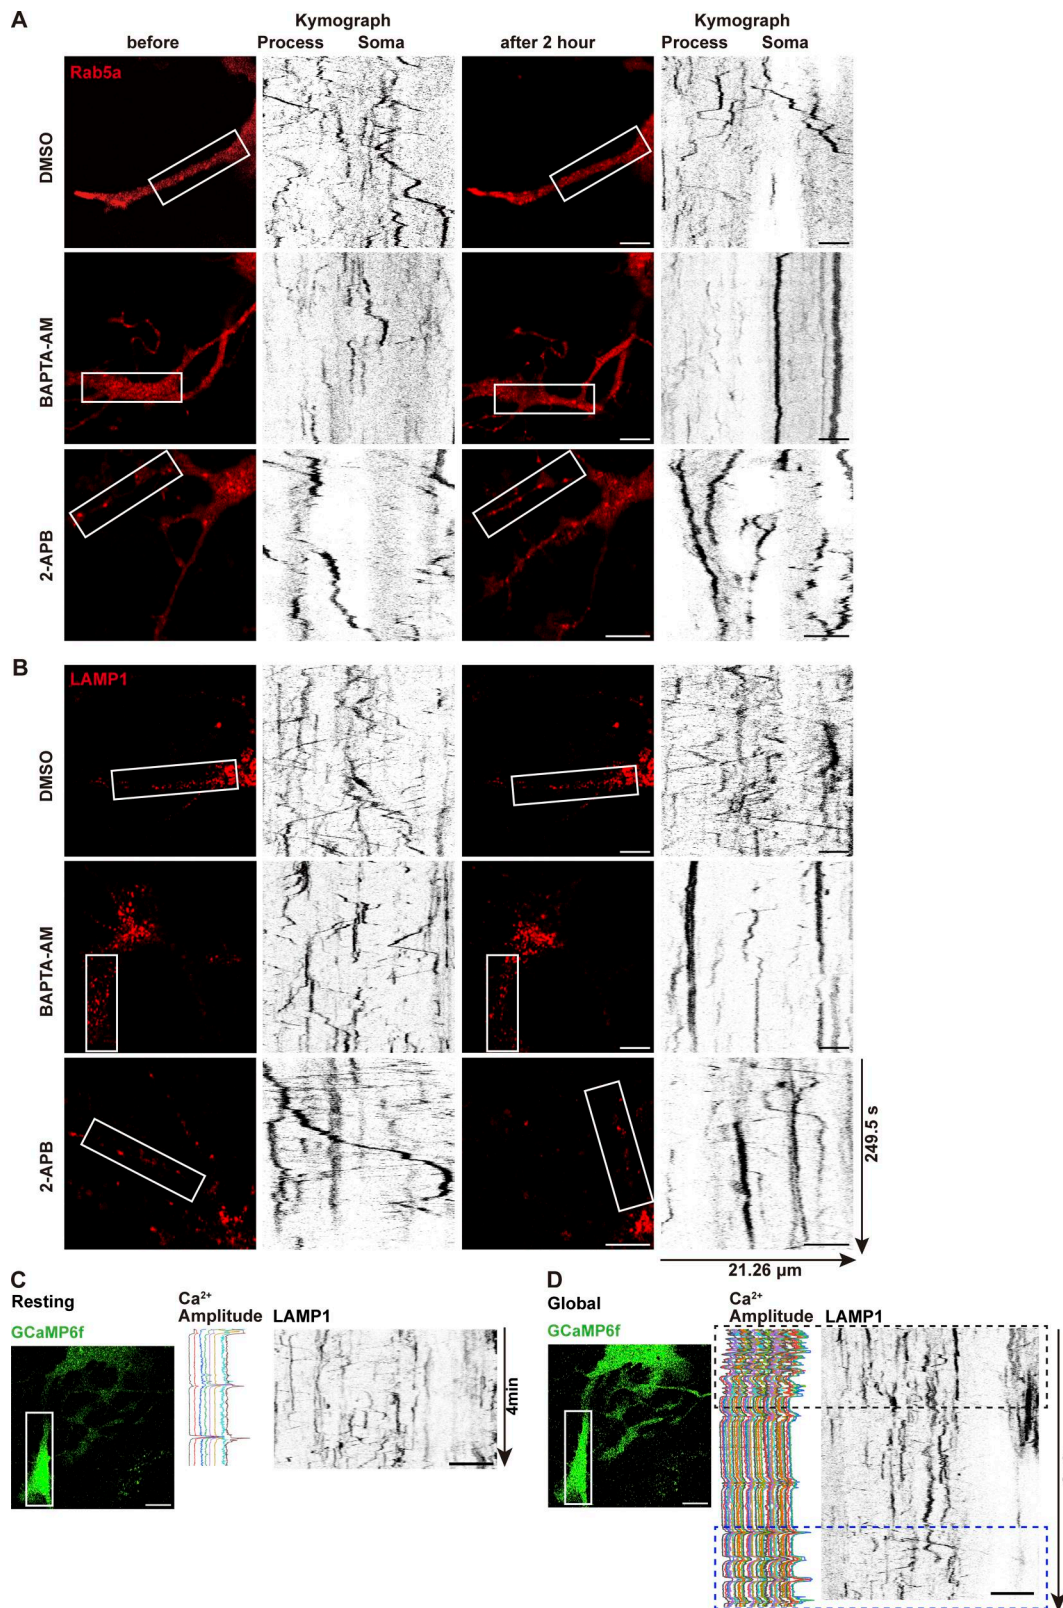 A
Kymograph
Kymograph
before
Process
Soma
after 2 hour
Process
Soma
Rab5a
DMSO
BAPTA-AM
2-APB
B
LAMP1
DMSO
BAPTA-AM
2-APB
249.5 s
21.26 µm
C
Resting
GCaMP6f
Ca²⁺
Amplitude
LAMP1
4min
D
Global
GCaMP6f
Ca²⁺
Amplitude
LAMP1